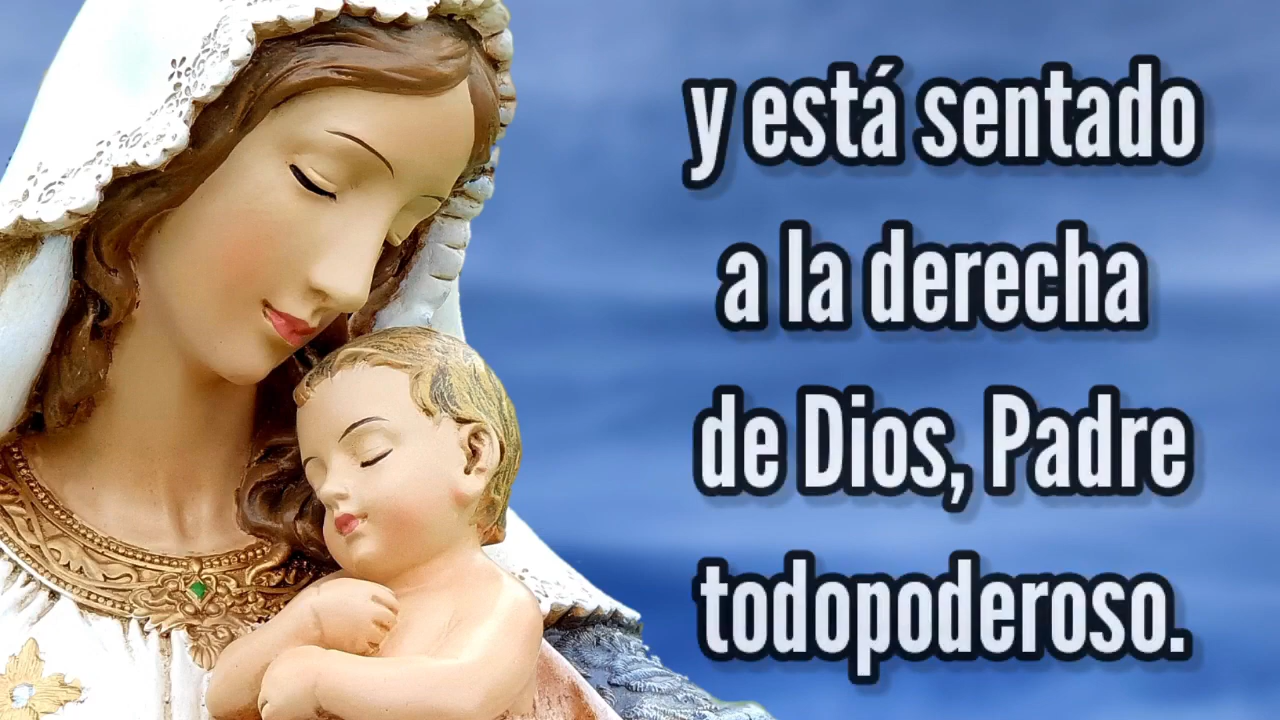 y está sentado
a la derecha
de Dios, Padre
todopoderoso.